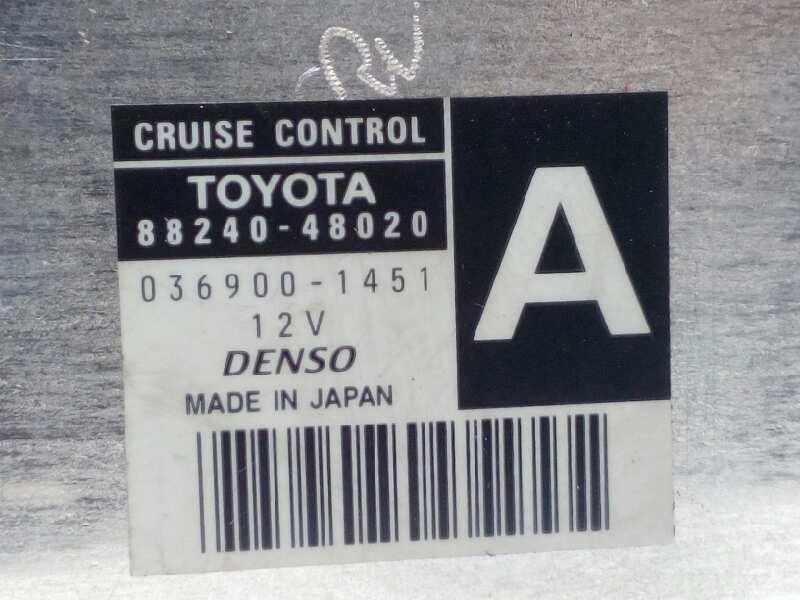 CRUISE CONTROL
TOYOTA
88240-48020
A
036900-1451
12V
DENSO
MADE IN JAPAN